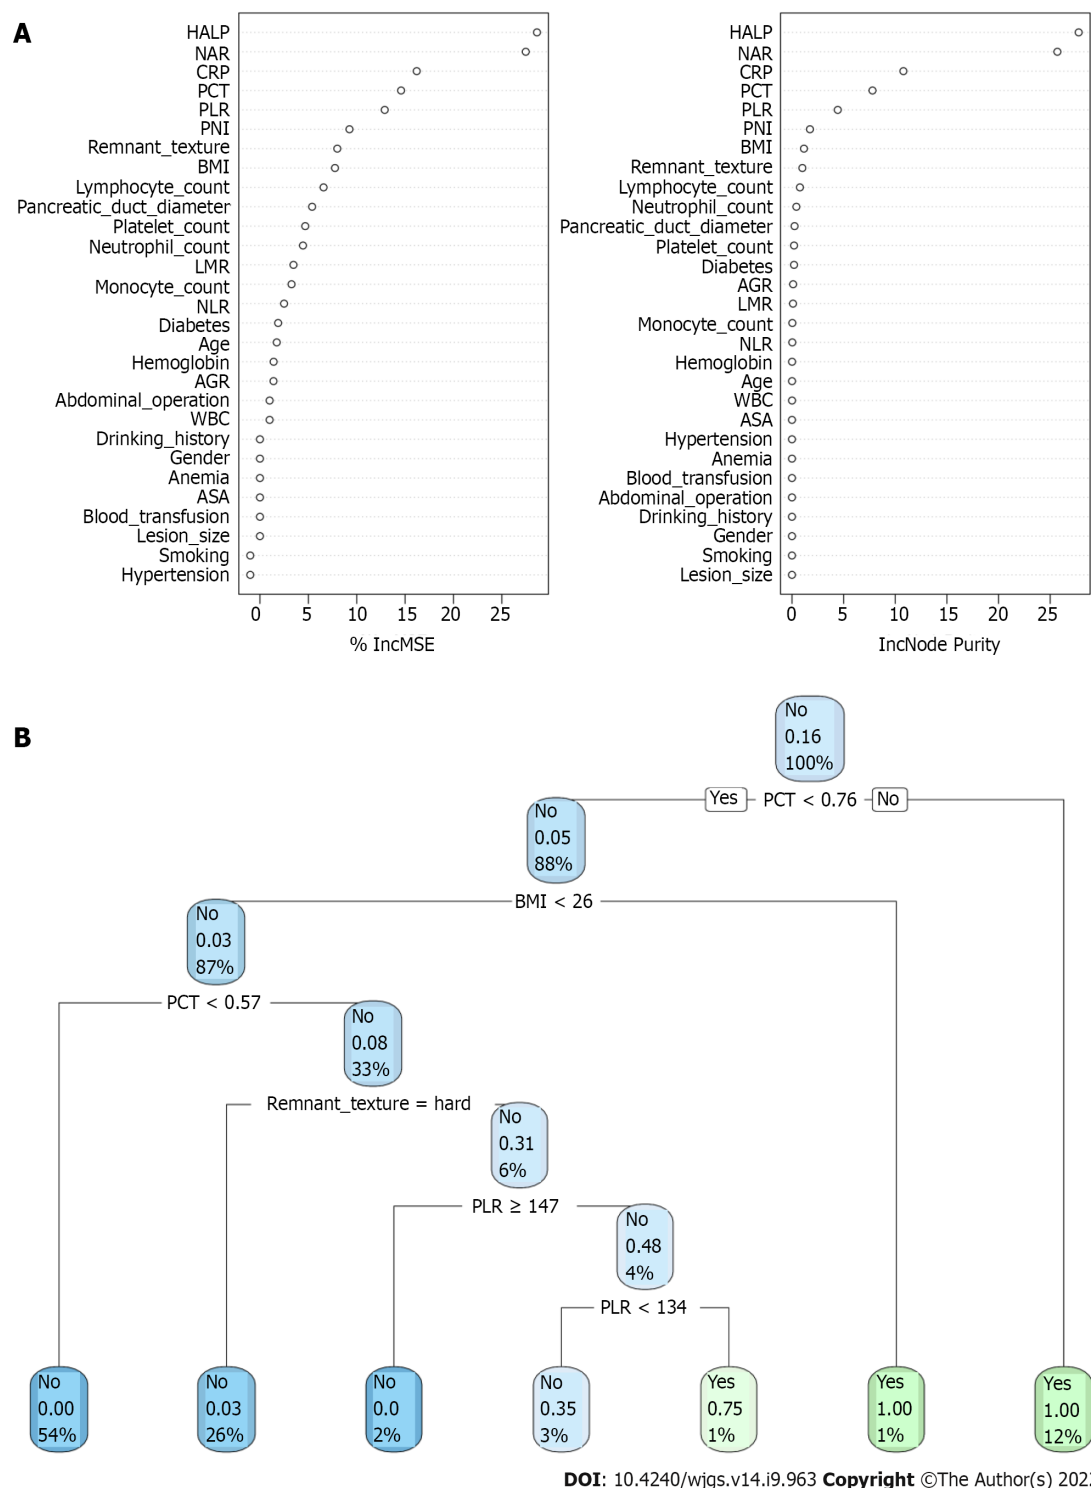 A
HALP
NAR
CRP
PCT
PLR
PNI
Remnant_texture
BMI
Lymphocyte_count
Pancreatic_duct_diameter
Platelet_count
Neutrophil_count
LMR
Monocyte_count
NLR
Diabetes
Age
Hemoglobin
AGR
Abdominal_operation
WBC
Drinking_history
Gender
Anemia
ASA
Blood_transfusion
Lesion_size
Smoking
Hypertension
0 5 10 15 20 25
% IncMSE
HALP
NAR
CRP
PCT
PLR
PNI
BMI
Remnant_texture
Lymphocyte_count
Neutrophil_count
Pancreatic_duct_diameter
Platelet_count
Diabetes
AGR
LMR
Monocyte_count
NLR
Hemoglobin
Age
WBC
ASA
Hypertension
Anemia
Blood_transfusion
Abdominal_operation
Drinking_history
Gender
Smoking
Lesion_size
0 5 10 15 20 25
IncNode Purity
B
No
0.16
100%
Yes PCT < 0.76 No
No
0.05
88%
BMI < 26
No
0.03
87%
PCT < 0.57
No
0.08
33%
Remnant_texture = hard
No
0.31
6%
PLR ≥ 147
No
0.48
4%
PLR < 134
No
0.00
54%
No
0.03
26%
No
0.0
2%
No
0.35
3%
Yes
0.75
1%
Yes
1.00
1%
Yes
1.00
12%
DOI: 10.4240/wjgs.v14.i9.963 Copyright ©The Author(s)